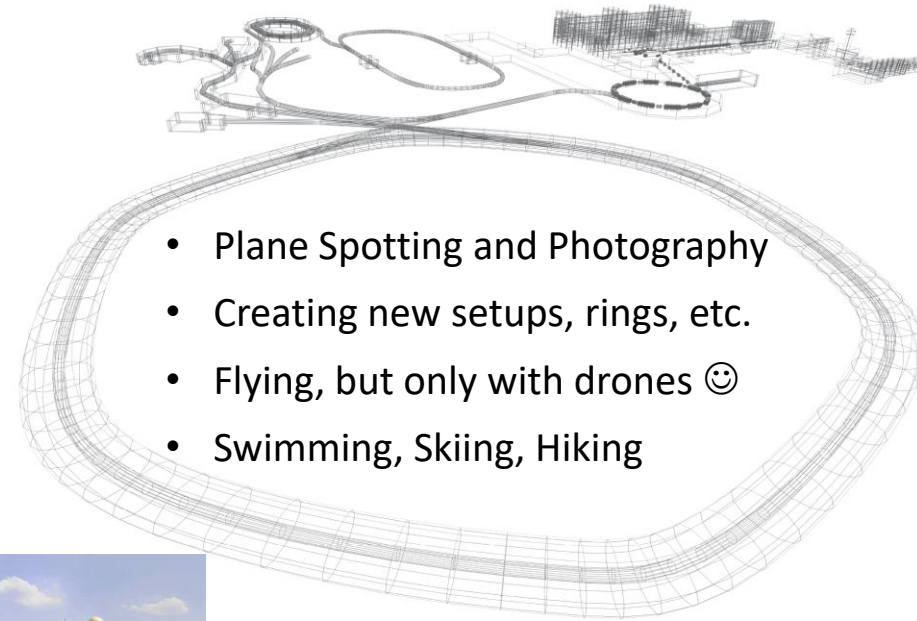 • Plane Spotting and Photography
• Creating new setups, rings, etc.
• Flying, but only with drones ☺
• Swimming, Skiing, Hiking